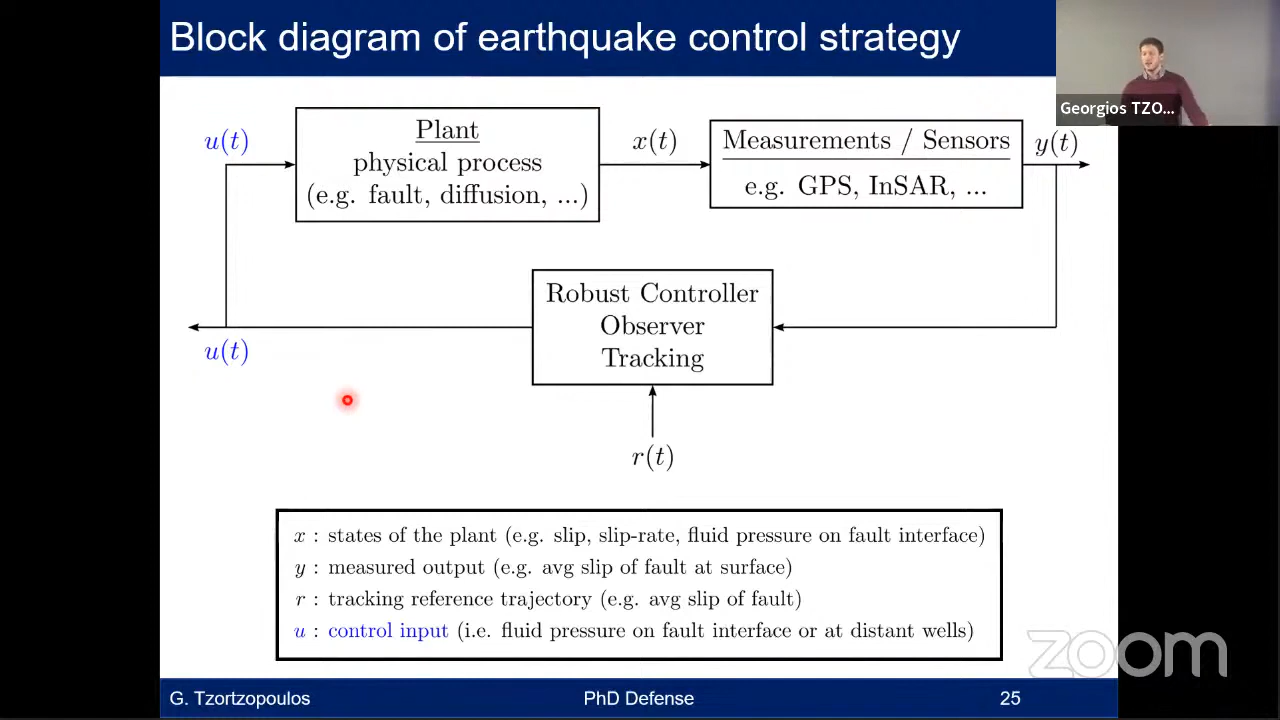 Block diagram of earthquake control strategy
Georgios TZO...
u(t)
Plant
physical process
(e.g. fault, diffusion, ...)
x(t)
Measurements / Sensors
e.g. GPS, InSAR, ...
y(t)
Robust Controller
Observer
Tracking
u(t)
r(t)
x : states of the plant (e.g. slip, slip-rate, fluid pressure on fault interface)
y : measured output (e.g. avg slip of fault at surface)
r : tracking reference trajectory (e.g. avg slip of fault)
u : control input (i.e. fluid pressure on fault interface or at distant wells)
zoom
G. Tzortzopoulos
PhD Defense
25